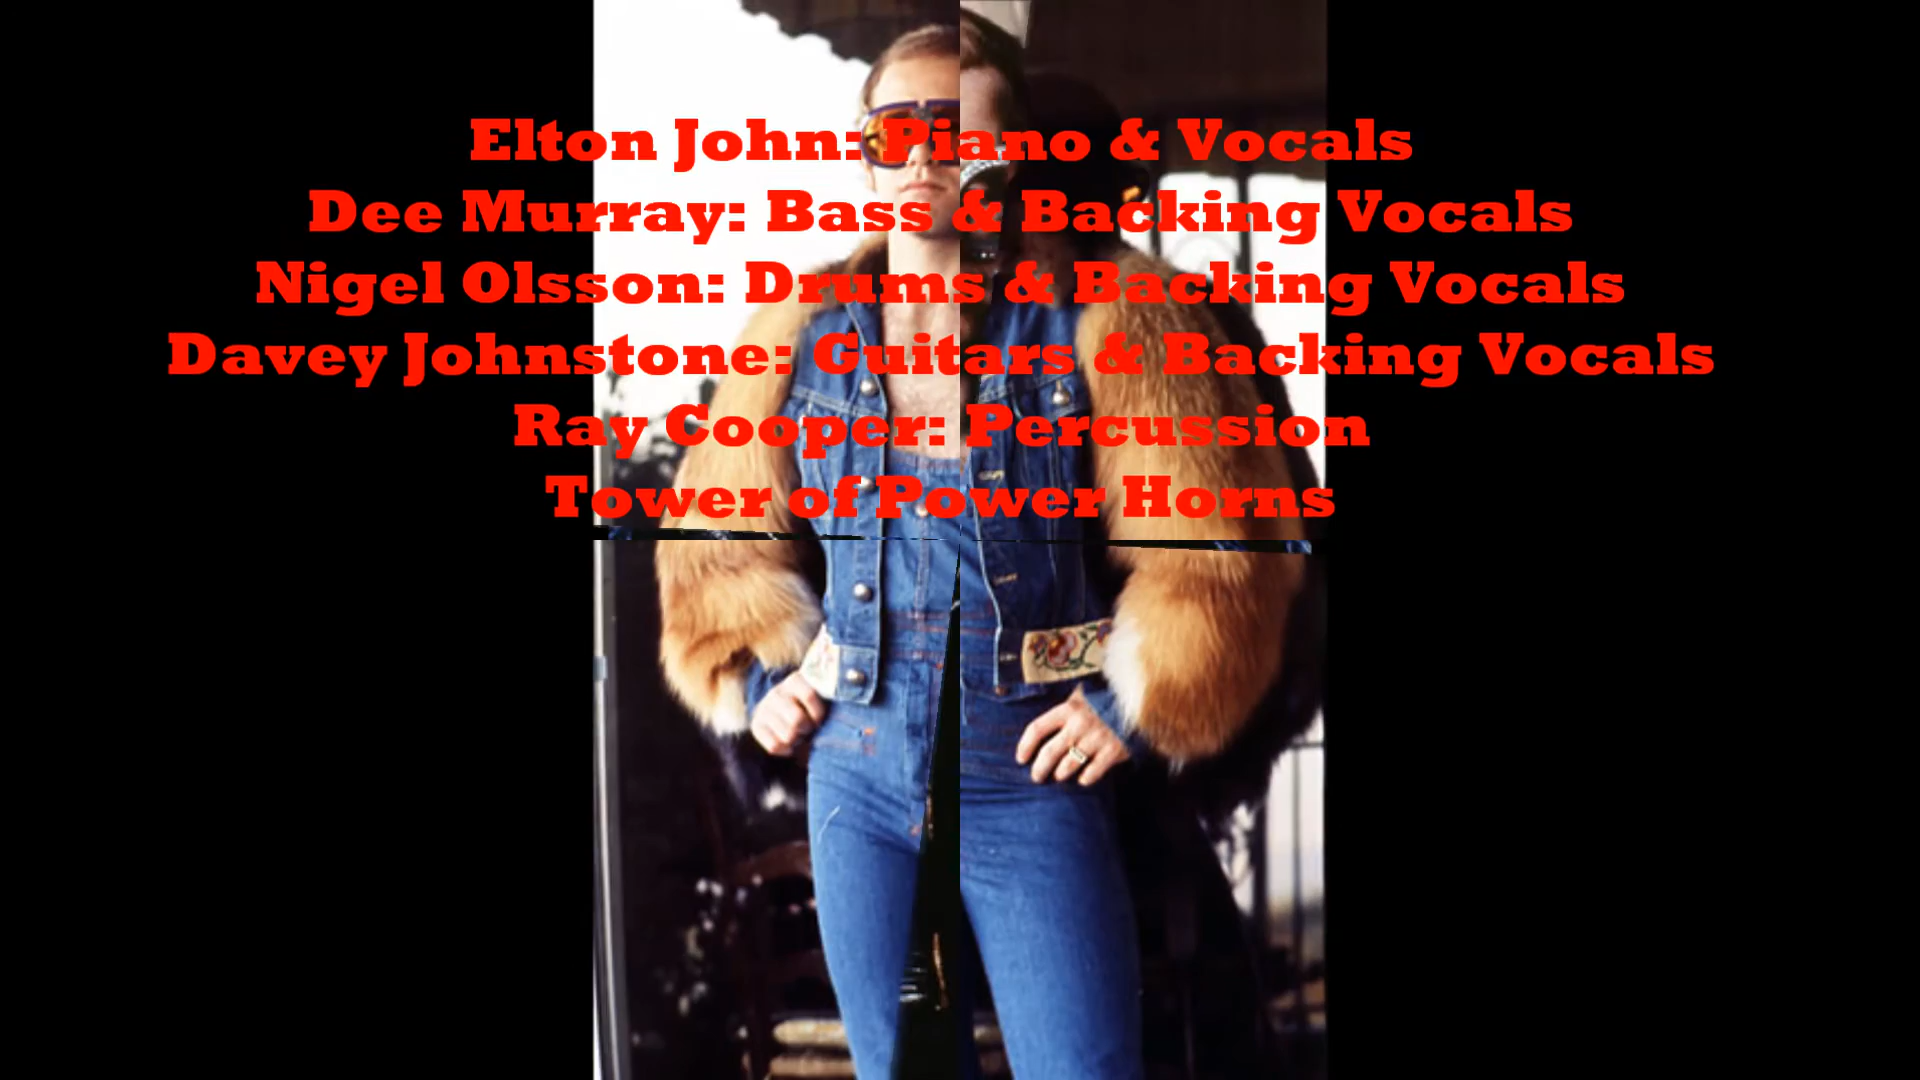 Elton John: Piano & Vocals
Dee Murray: Bass & Backing Vocals
Nigel Olsson: Drums & Backing Vocals
Davey Johnstone: Guitars & Backing Vocals
Ray Cooper: Percussion
Tower of Power Horns